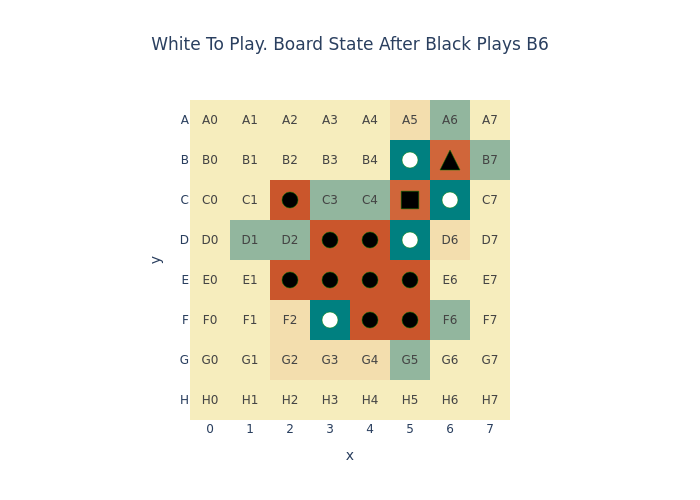 White To Play. Board State After Black Plays B6
A A0 A1 A2 A3 A4 A5 A6 A7
B B0 B1 B2 B3 B4 B7
C C0 C1 C3 C4 C7
D D0 D1 D2 D6 D7
y
E E0 E1 E6 E7
F F0 F1 F2 F6 F7
G G0 G1 G2 G3 G4 G5 G6 G7
H H0 H1 H2 H3 H4 H5 H6 H7
0 1 2 3 4 5 6 7
x